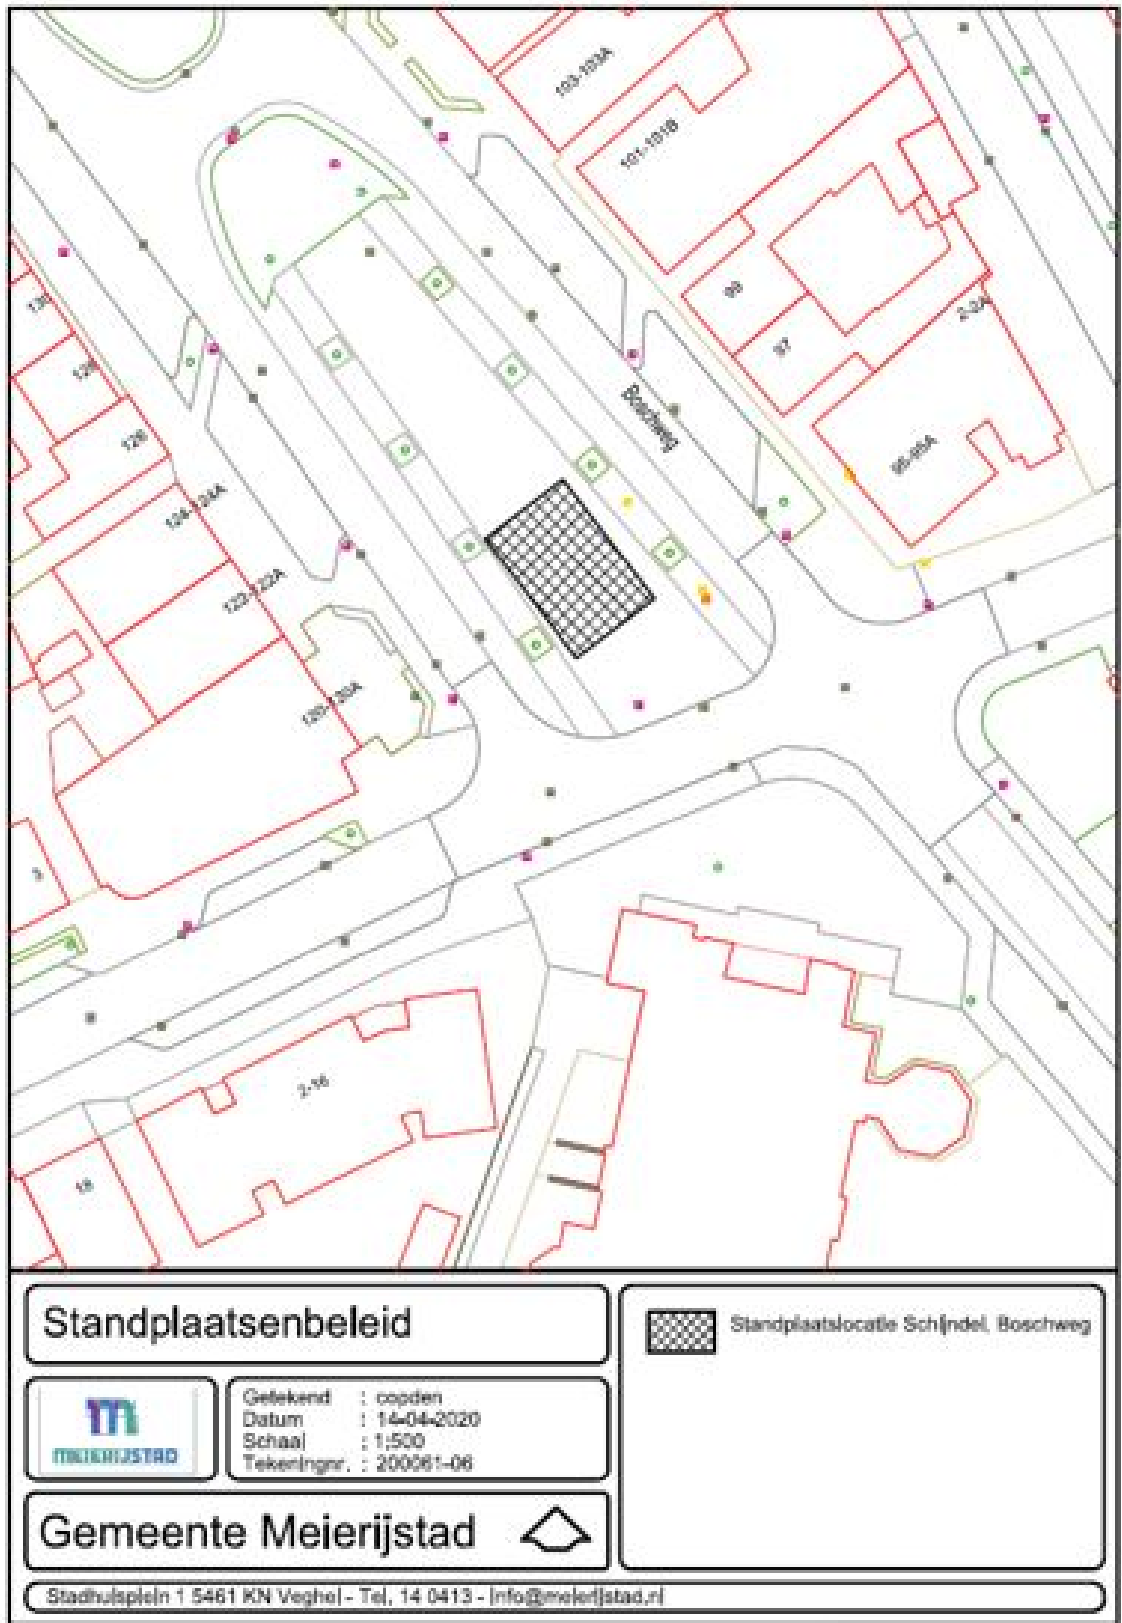 103-103A
101-101B
99
97
2-2A
95-95A
Boschweg
130
128
126
124-124A
122-122A
120-120A
3
2-16
18
Standplaatsenbeleid
Standplaatslocatie Schijndel, Boschweg
MEIERIJSTAD
Getekend : copden
Datum : 14-04-2020
Schaal : 1:500
Tekeningnr. : 200061-06
Gemeente Meierijstad
Stadhuisplein 1 5461 KN Veghel - Tel. 14 0413 - info@meierijstad.nl